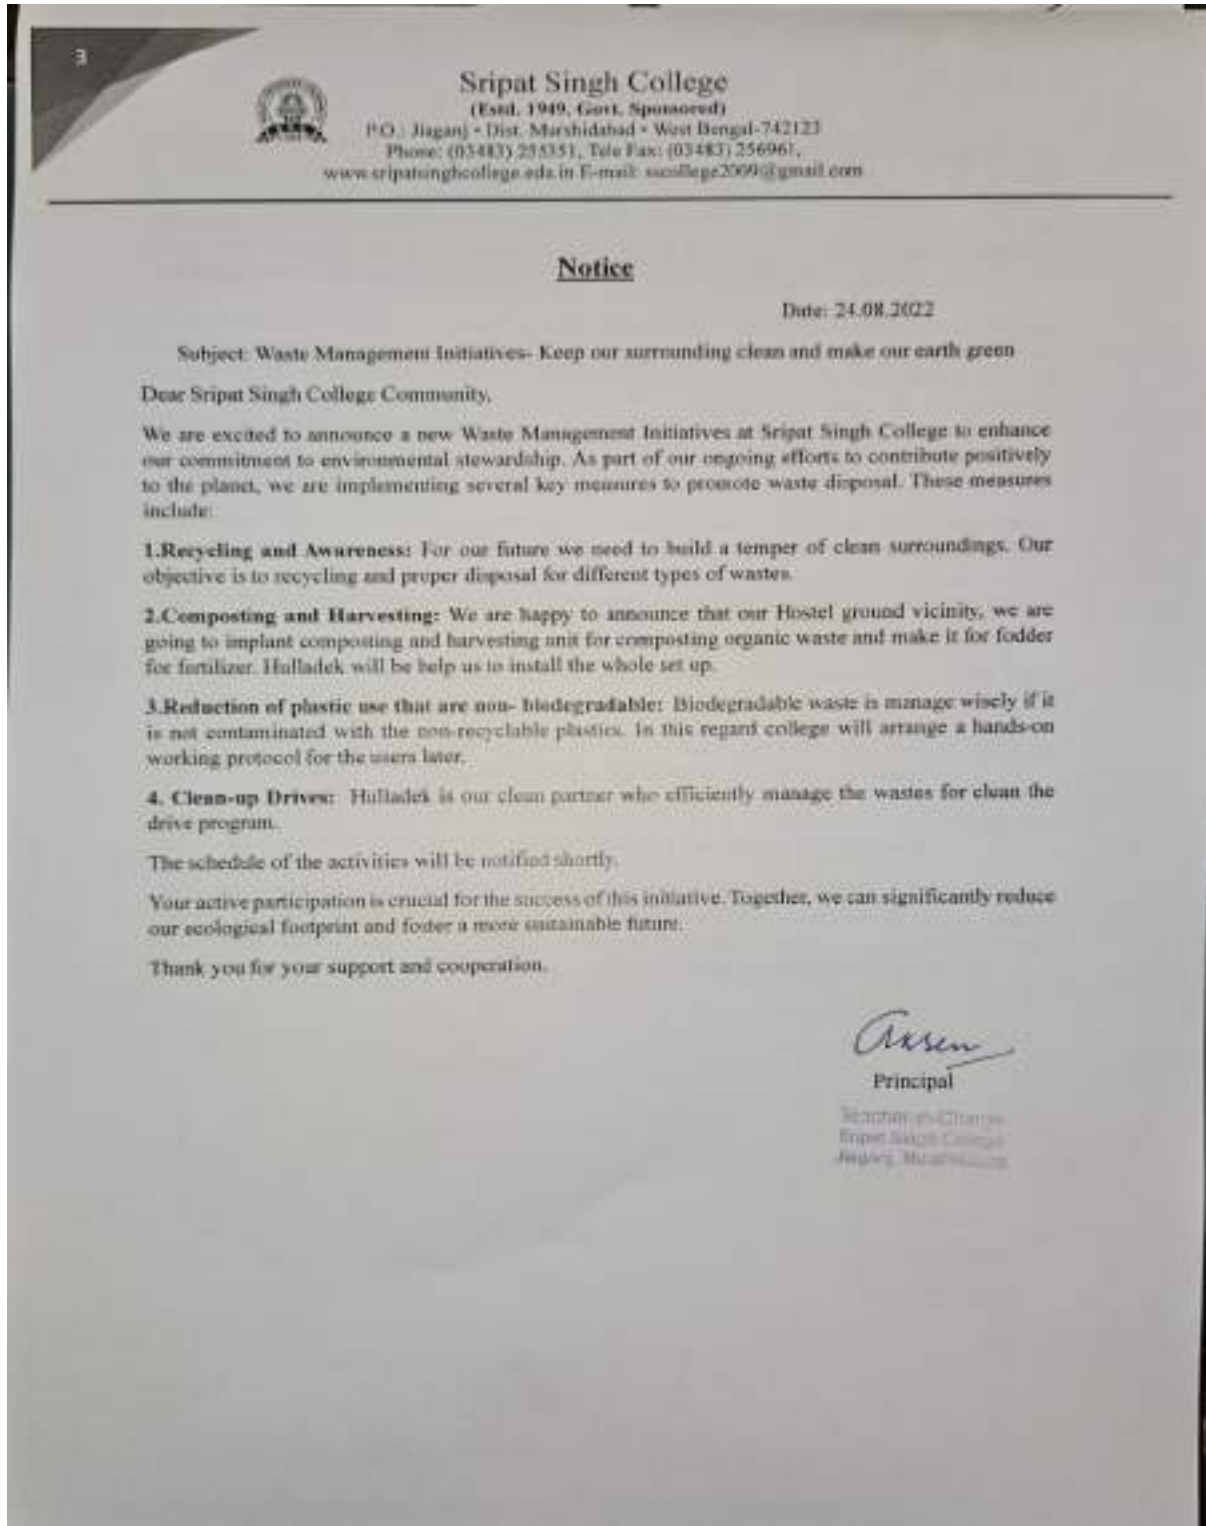 3
Sripat Singh College
(Estd. 1949, Govt. Sponsored)
P.O.: Jiaganj • Dist. Murshidabad • West Bengal-742123
Phone: (03483) 255351, Tele Fax: (03483) 256961,
www.sripatsinghcollege.edu.in E-mail: sscollege2009@gmail.com
Notice
Date: 24.08.2022
Subject: Waste Management Initiatives- Keep our surrounding clean and make our earth green
Dear Sripat Singh College Community,
We are excited to announce a new Waste Management Initiatives at Sripat Singh College to enhance
our commitment to environmental stewardship. As part of our ongoing efforts to contribute positively
to the planet, we are implementing several key measures to promote waste disposal. These measures
include:
1.Recycling and Awareness: For our future we need to build a temper of clean surroundings. Our
objective is to recycling and proper disposal for different types of wastes.
2.Composting and Harvesting: We are happy to announce that our Hostel ground vicinity, we are
going to implant composting and harvesting unit for composting organic waste and make it for fodder
for fertilizer. Hulladek will be help us to install the whole set up.
3.Reduction of plastic use that are non- biodegradable: Biodegradable waste is manage wisely if it
is not contaminated with the non-recyclable plastics. In this regard college will arrange a hands-on
working protocol for the users later.
4. Clean-up Drives: Hulladek is our clean partner who efficiently manage the wastes for clean the
drive program.
The schedule of the activities will be notified shortly.
Your active participation is crucial for the success of this initiative. Together, we can significantly reduce
our ecological footprint and foster a more sustainable future.
Thank you for your support and cooperation.
Principal
Teacher-in-Charge
Sripat Singh College
Jiaganj, Murshidabad